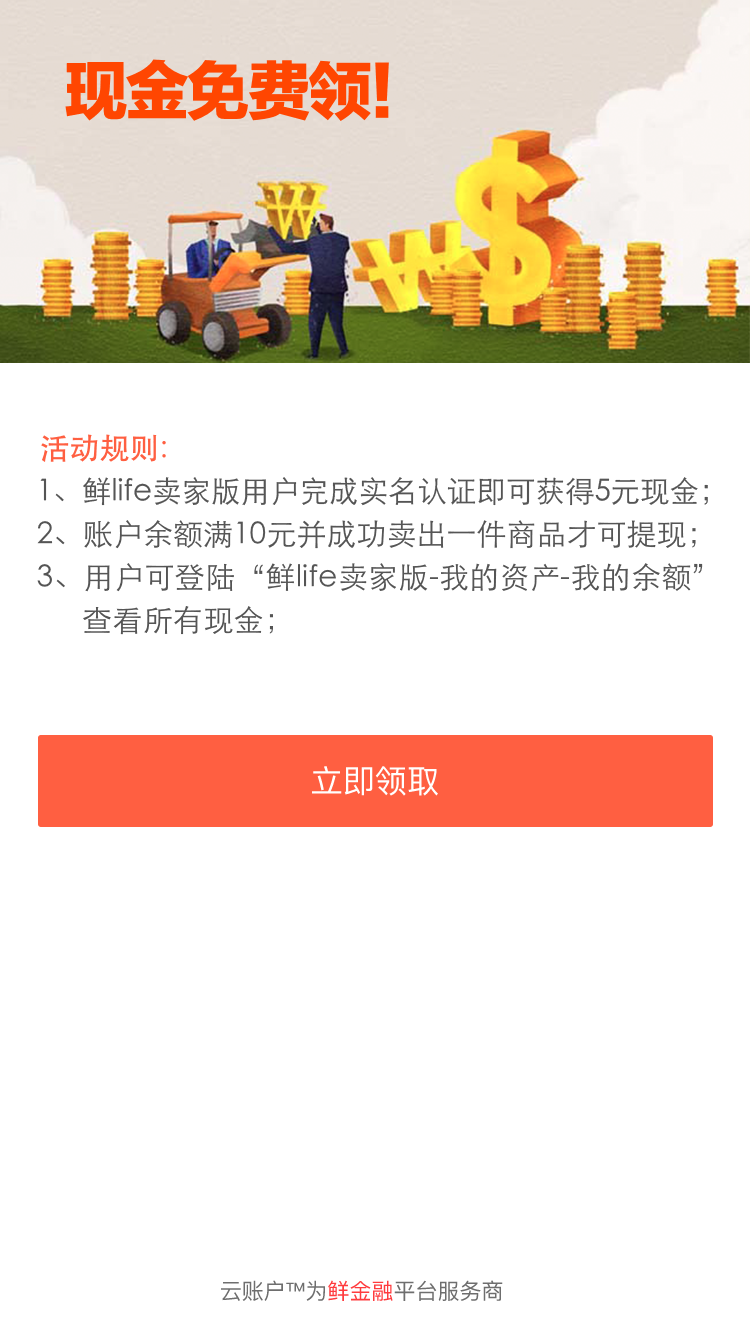 现金免费领!
活动规则:
1、鲜life卖家版用户完成实名认证即可获得5元现金;
2、账户余额满10元并成功卖出一件商品才可提现;
3、用户可登陆“鲜life卖家版-我的资产-我的余额”
查看所有现金;
立即领取
云账户™为鲜金融平台服务商